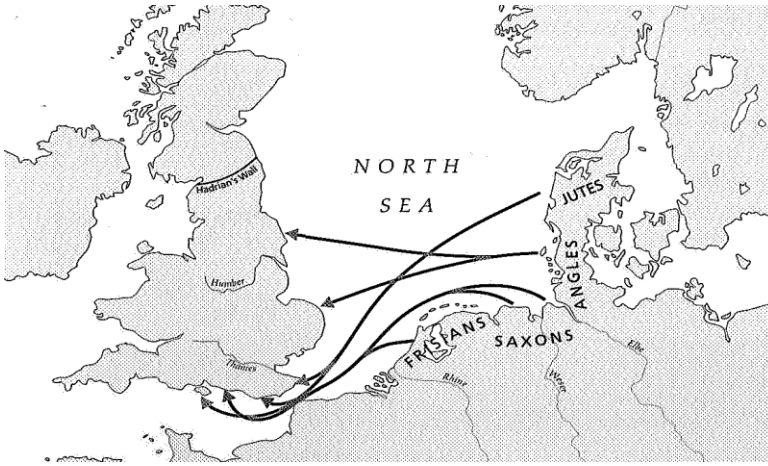 NORTH
SEA
Hadrian's Wall
JUTES
ANGLES
Humber
FRISIANS
SAXONS
Elbe
Thames
Rhine
Weser